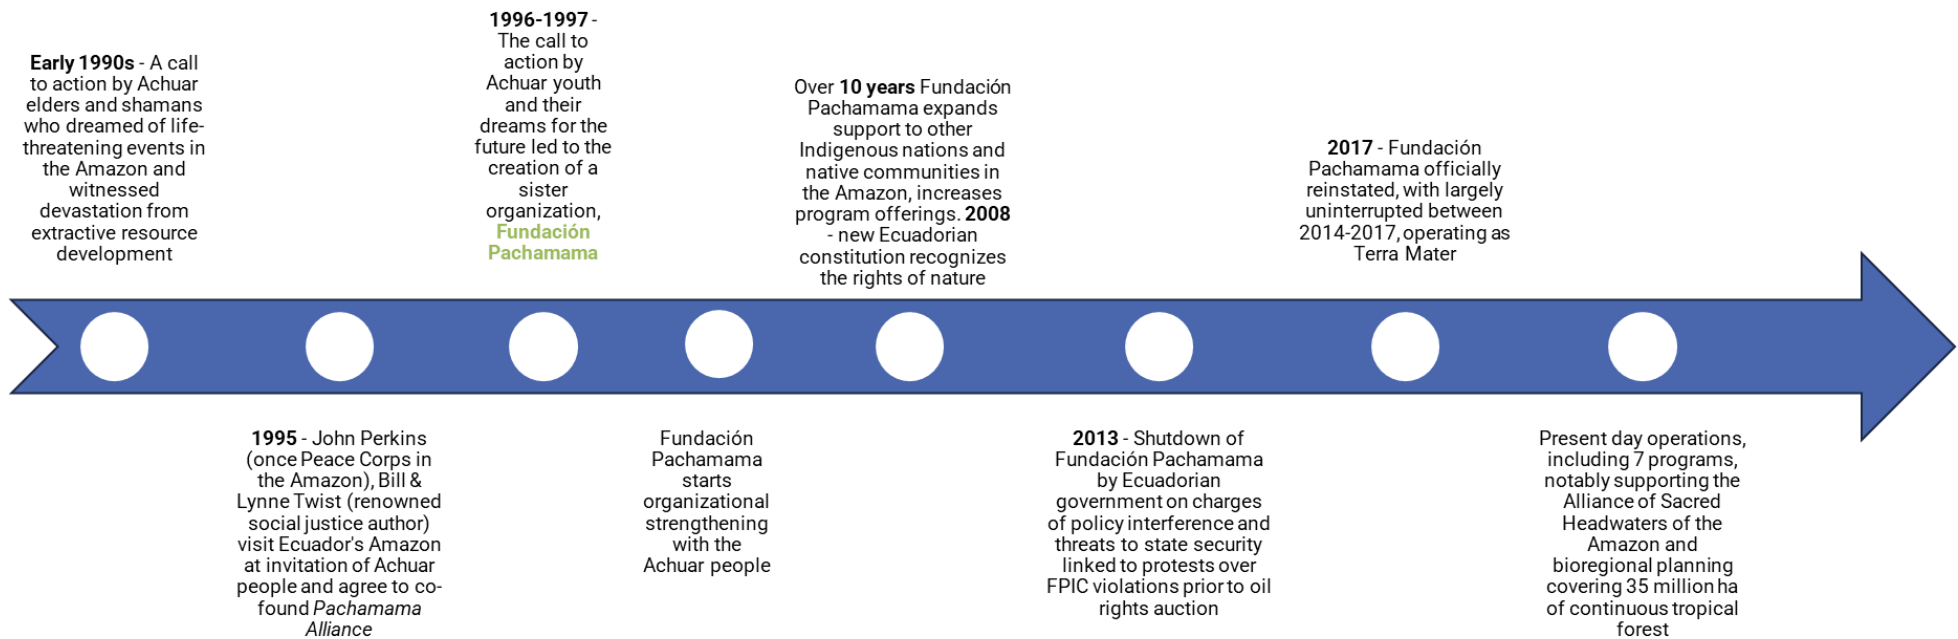 Early 1990s - A call
to action by Achuar
elders and shamans
who dreamed of life-
threatening events in
the Amazon and
witnessed
devastation from
extractive resource
development
1995 - John Perkins
(once Peace Corps in
the Amazon), Bill &
Lynne Twist (renowned
social justice author)
visit Ecuador's Amazon
at invitation of Achuar
people and agree to co-
found Pachamama
Alliance
1996-1997 -
The call to
action by
Achuar youth
and their
dreams for the
future led to the
creation of a
sister
organization,
Fundación
Pachamama
Fundación
Pachamama
starts
organizational
strengthening
with the
Achuar people
Over 10 years Fundación
Pachamama expands
support to other
Indigenous nations and
native communities in
the Amazon, increases
program offerings. 2008
- new Ecuadorian
constitution recognizes
the rights of nature
2013 - Shutdown of
Fundación Pachamama
by Ecuadorian
government on charges
of policy interference and
threats to state security
linked to protests over
FPIC violations prior to oil
rights auction
2017 - Fundación
Pachamama officially
reinstated, with largely
uninterrupted between
2014-2017, operating as
Terra Mater
Present day operations,
including 7 programs,
notably supporting the
Alliance of Sacred
Headwaters of the
Amazon and
bioregional planning
covering 35 million ha
of continuous tropical
forest